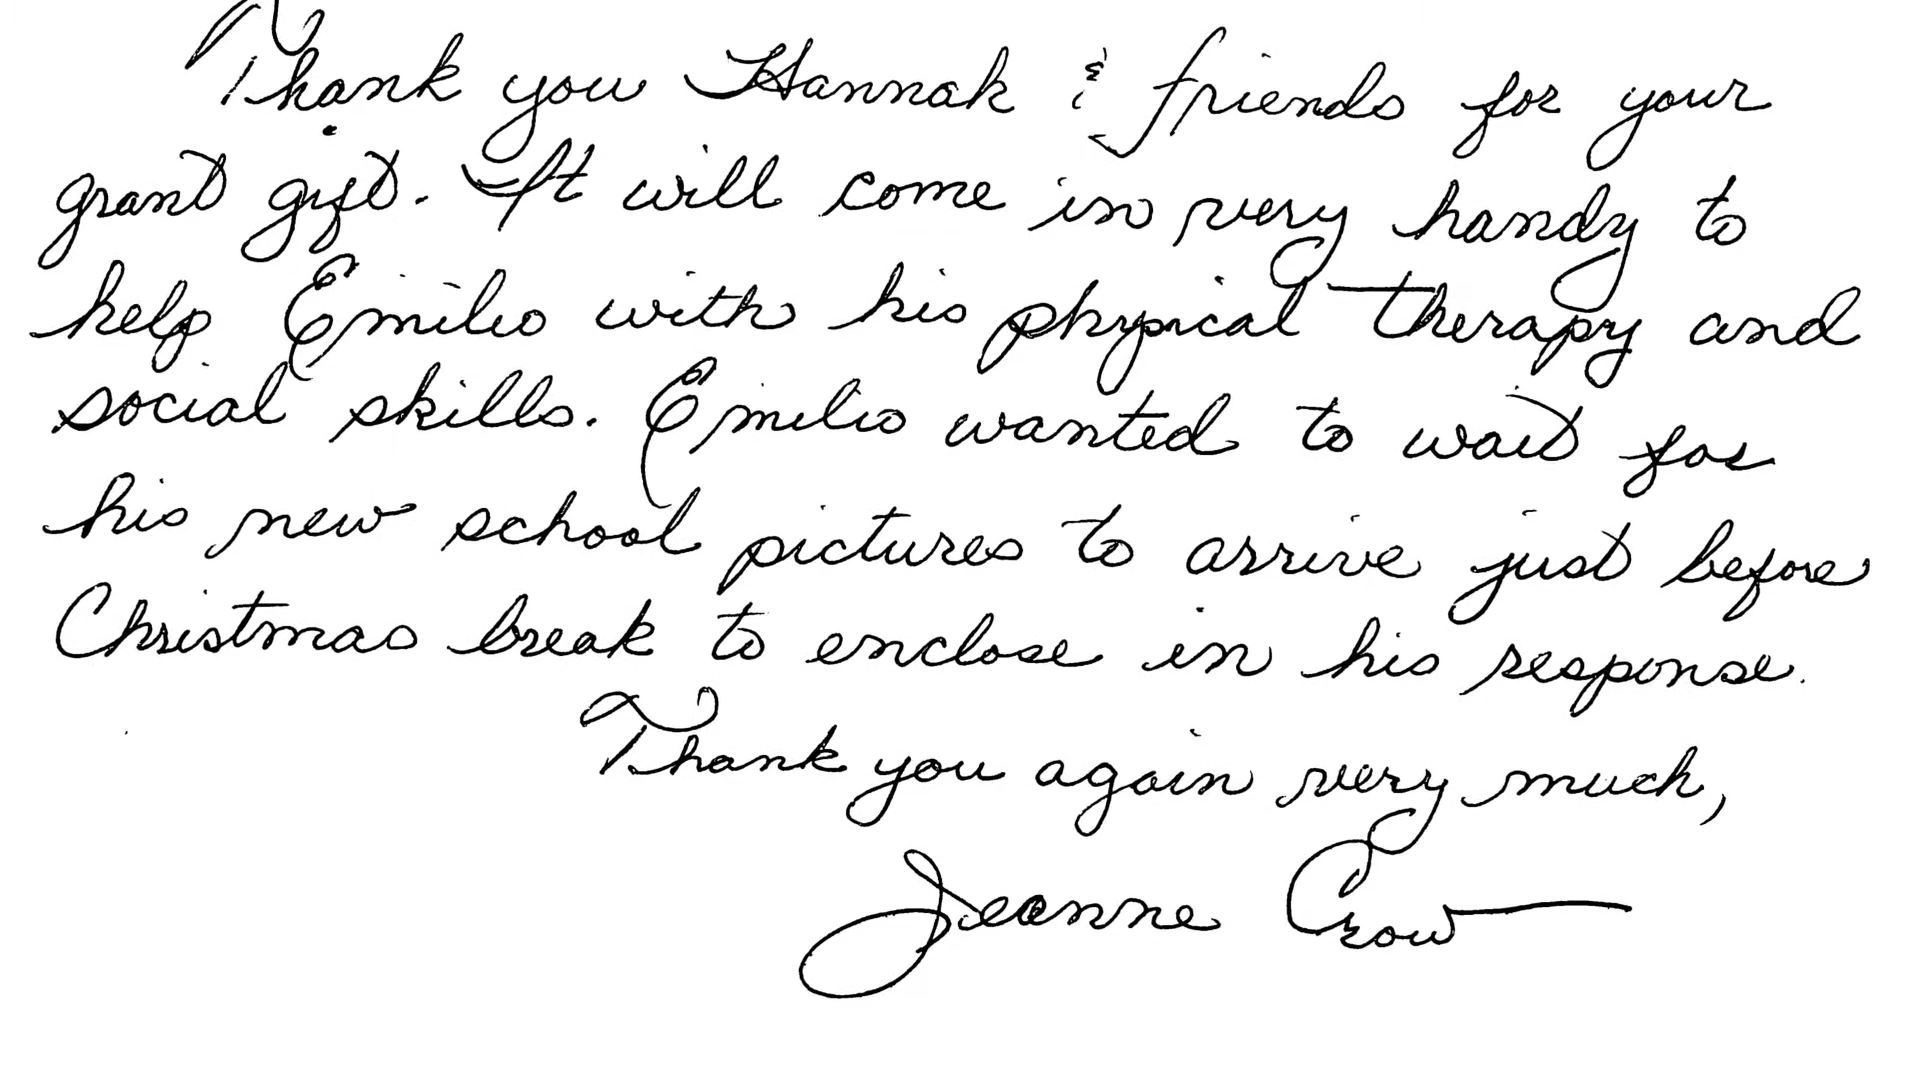 Thank you Hannah & friends for your
grant gift. It will come in very handy to
help Emilio with his physical therapy and
social skills. Emilio wanted to wait for
his new school pictures to arrive just before
Christmas break to enclose in his response.
Thank you again very much,
Jeanne Crow